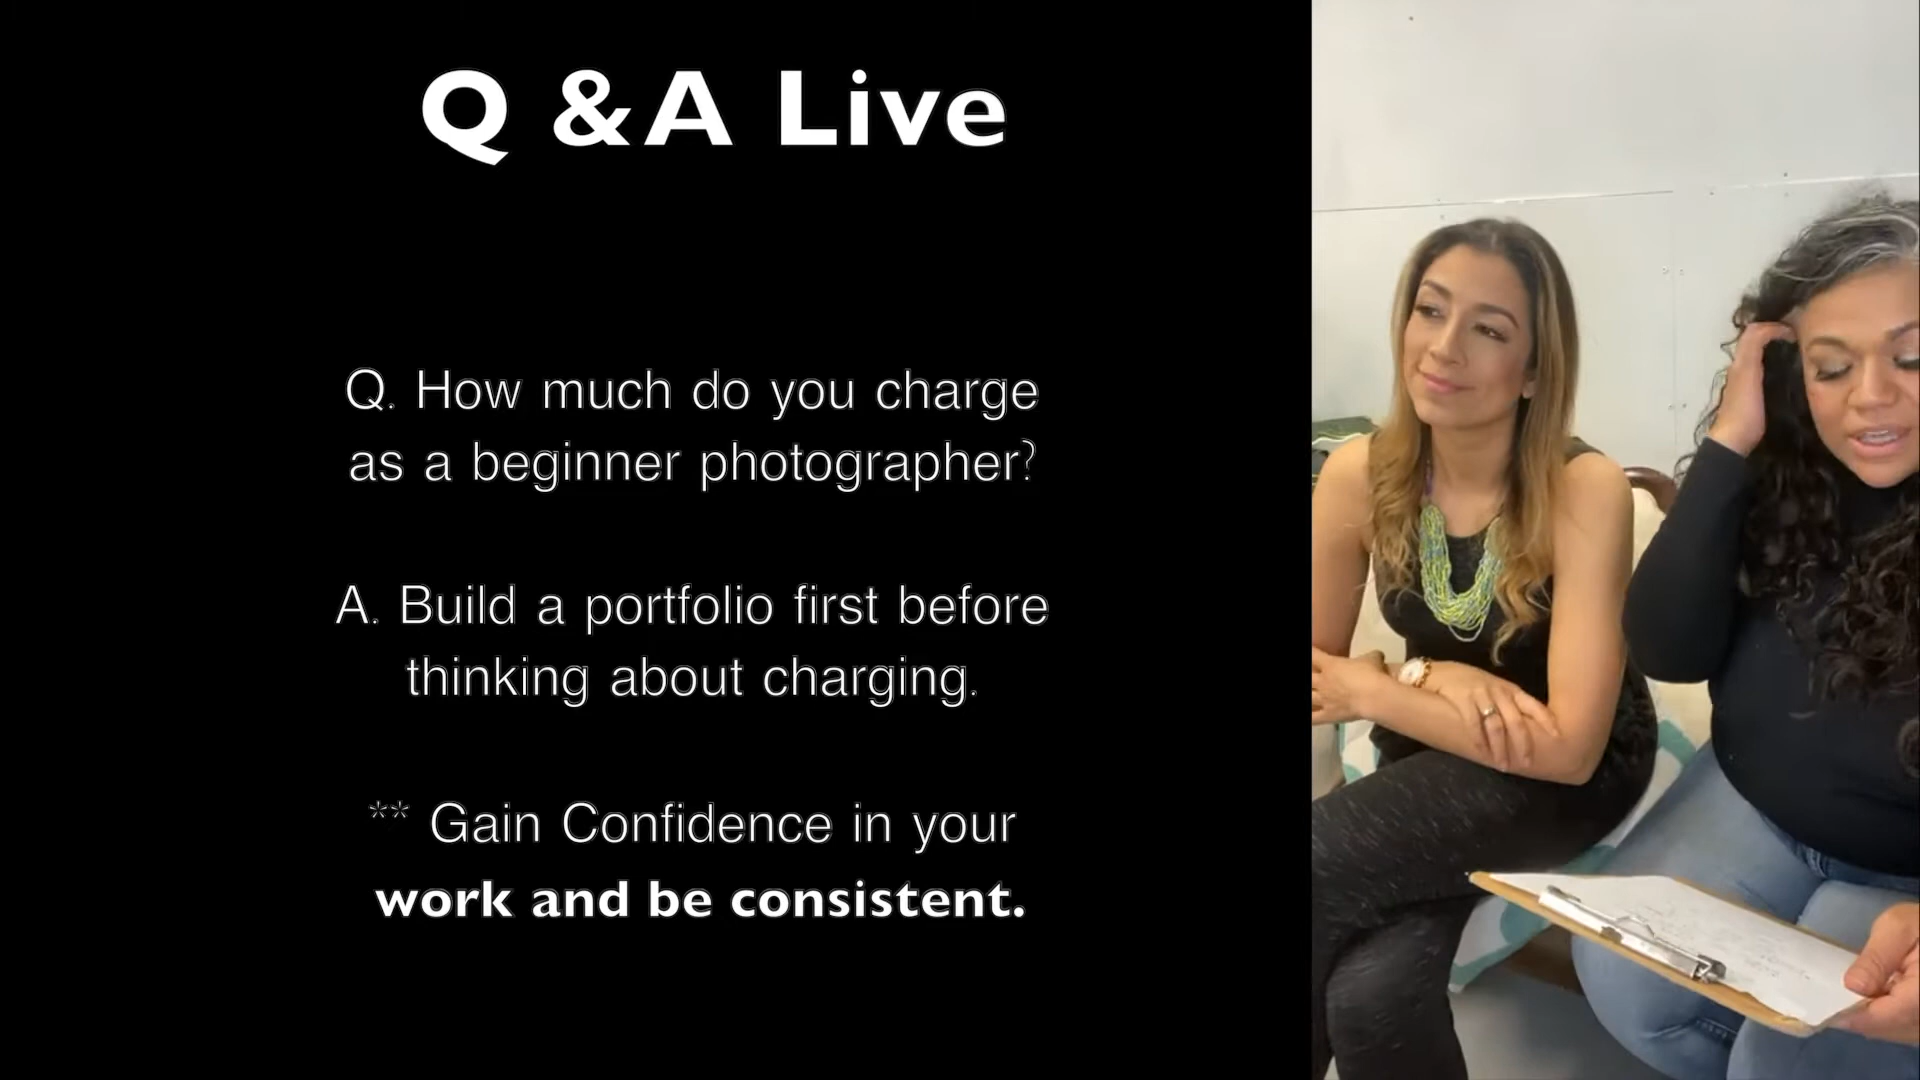 Q &A Live
Q. How much do you charge
as a beginner photographer?
A. Build a portfolio first before
thinking about charging.
** Gain Confidence in your
work and be consistent.